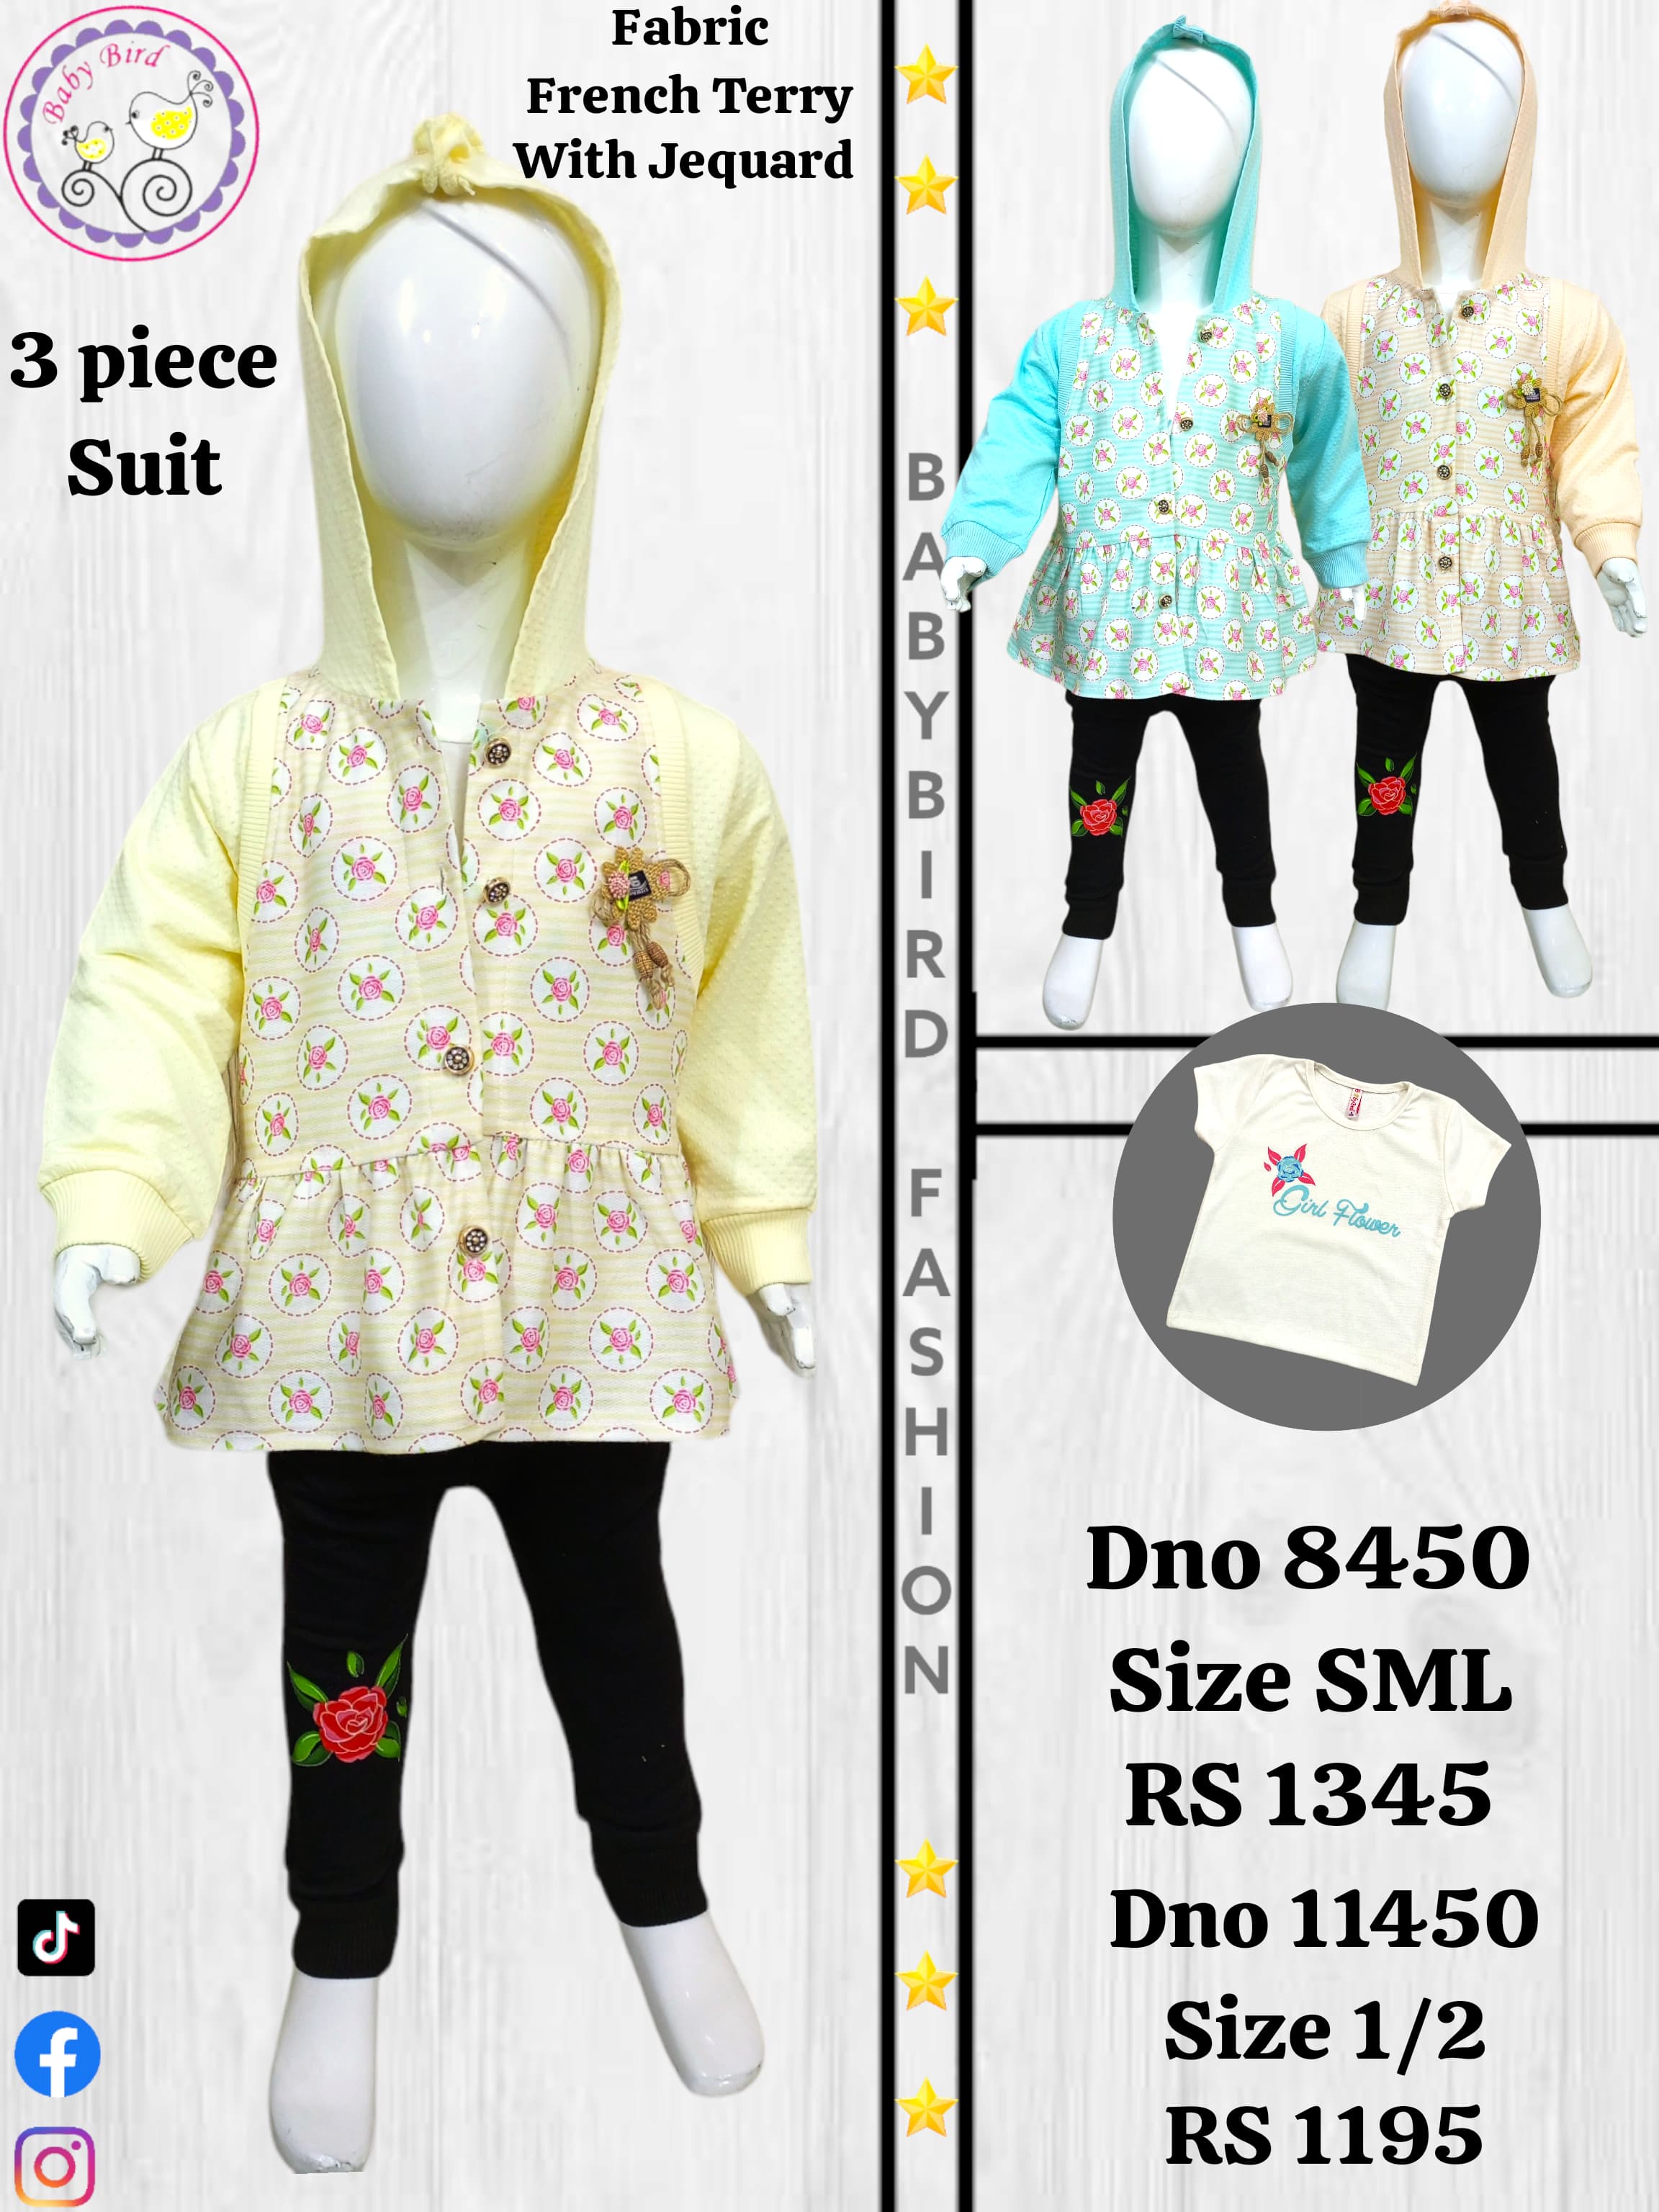 Baby Bird
Fabric
French Terry
With Jequard
3 piece
Suit
BABYBIRD FASHION
Girl Flower
Dno 8450
Size SML
RS 1345
Dno 11450
Size 1/2
RS 1195